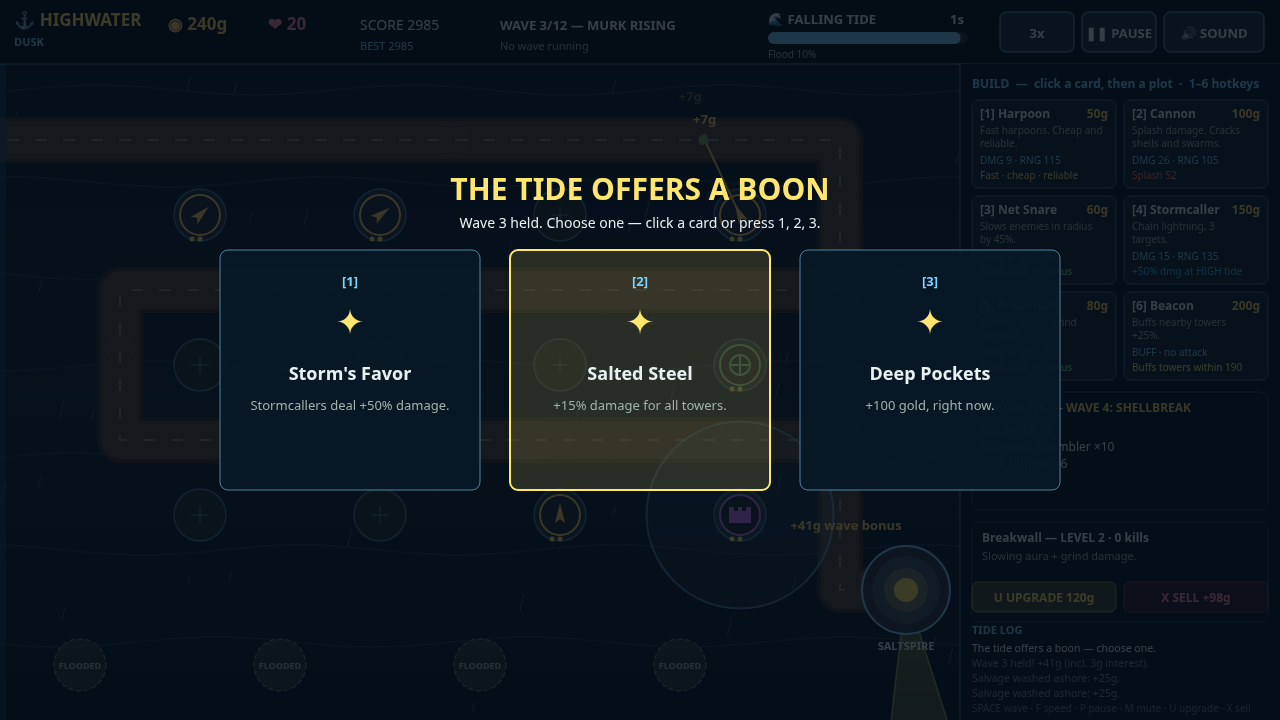 ⚓ HIGHWATER
DUSK
◉ 240g
❤ 20
SCORE 2985
BEST 2985
WAVE 3/12 — MURK RISING
No wave running
🌊 FALLING TIDE 1s
Flood 10%
3x
❚❚ PAUSE
🔊 SOUND
+7g
+7g
THE TIDE OFFERS A BOON
Wave 3 held. Choose one — click a card or press 1, 2, 3.
[1]
Storm's Favor
Stormcallers deal +50% damage.
[2]
Salted Steel
+15% damage for all towers.
[3]
Deep Pockets
+100 gold, right now.
+41g wave bonus
SALTSPIRE
FLOODED
FLOODED
FLOODED
FLOODED
BUILD — click a card, then a plot · 1–6 hotkeys
[1] Harpoon 50g
Fast harpoons. Cheap and
reliable.
DMG 9 · RNG 115
Fast · cheap · reliable
[2] Cannon 100g
Splash damage. Cracks
shells and swarms.
DMG 26 · RNG 105
Splash 52
[3] Net Snare 60g
Slows enemies in radius
by 45%.
[4] Stormcaller 150g
Chain lightning, 3
targets.
DMG 15 · RNG 135
+50% dmg at HIGH tide
80g
[6] Beacon 200g
Buffs nearby towers
+25%.
BUFF · no attack
Buffs towers within 190
WAVE 4: SHELLBREAK
×10
Breakwall — LEVEL 2 · 0 kills
Slowing aura + grind damage.
U UPGRADE 120g
X SELL +98g
TIDE LOG
The tide offers a boon — choose one.
Wave 3 held! +41g (incl. 3g interest).
Salvage washed ashore: +25g.
Salvage washed ashore: +25g.
SPACE wave · F speed · P pause · M mute · U upgrade · X sell